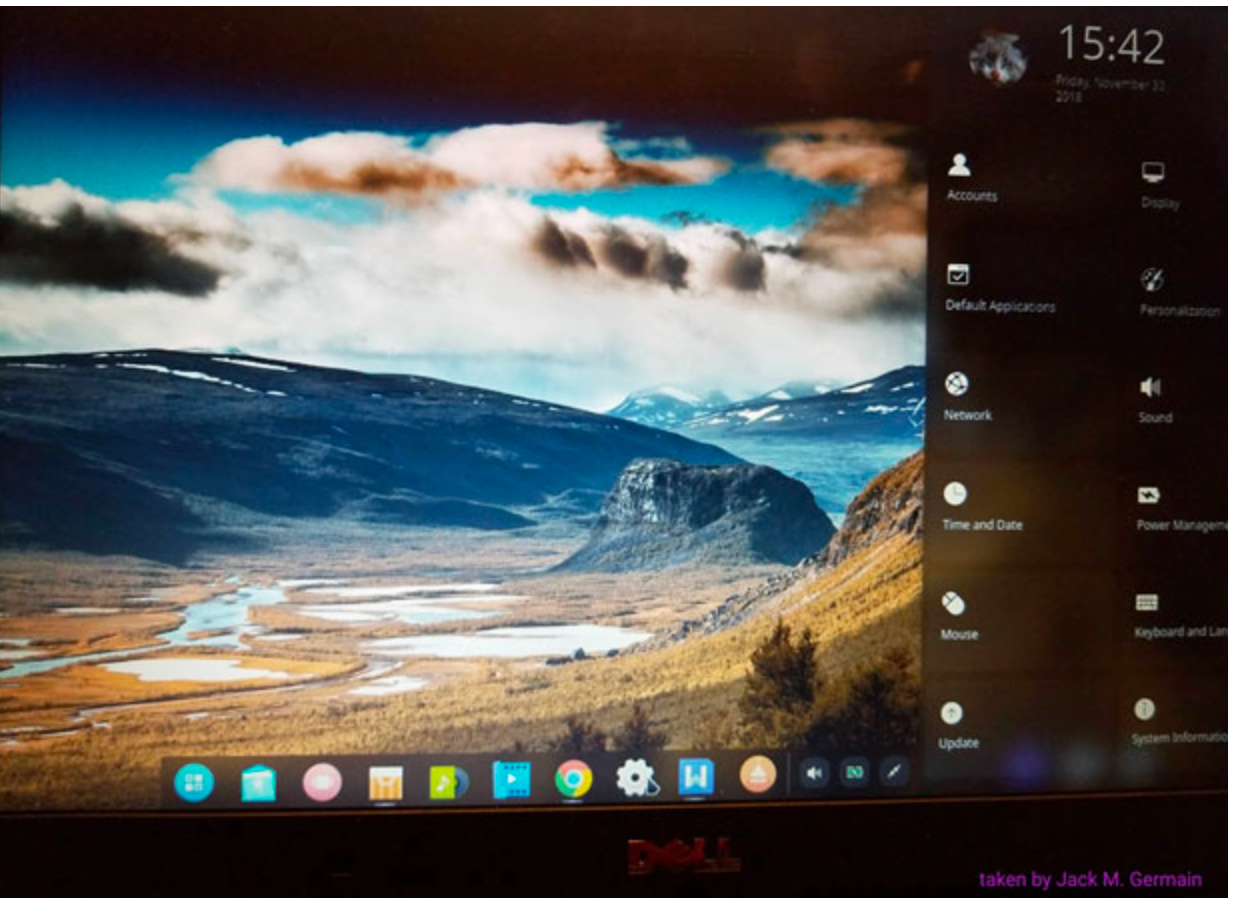 15:42
Friday, November 30,
2018
Accounts
Display
Default Applications
Personalization
Network
Sound
Time and Date
Power Manageme
Mouse
Keyboard and Lan
Update
System Informatio
W
DELL
taken by Jack M. Germain